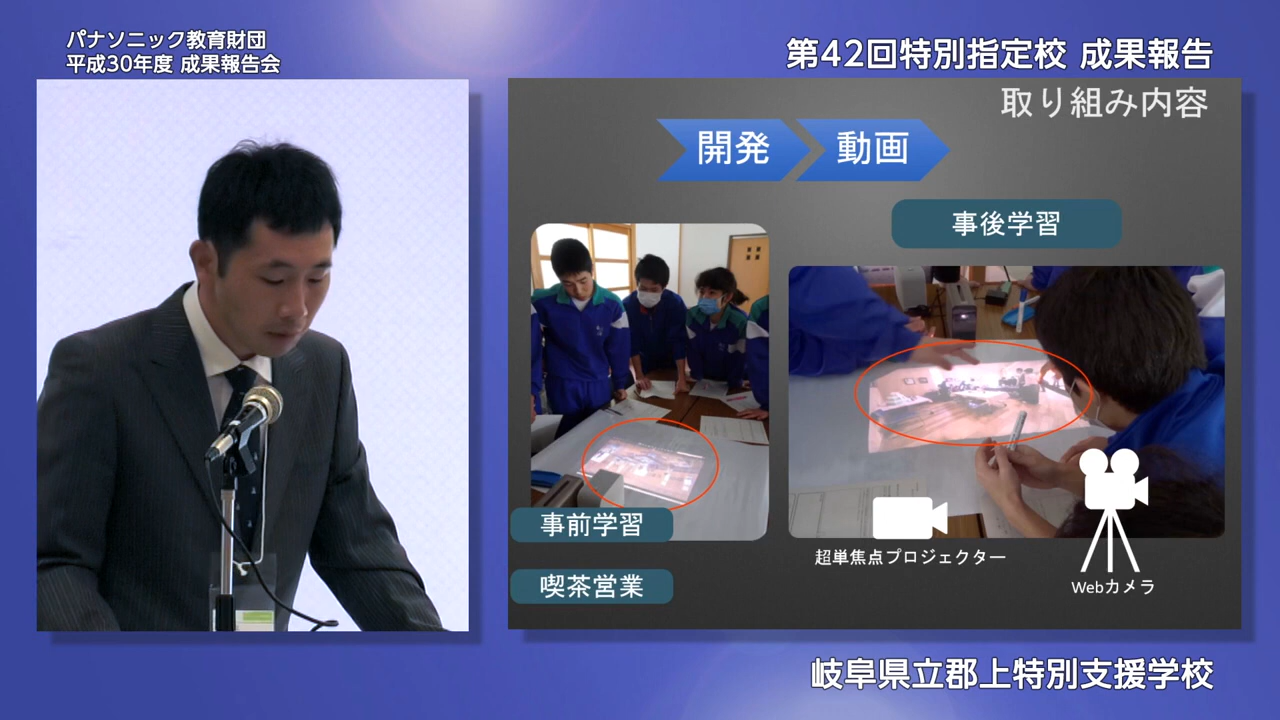 パナソニック教育財団
平成30年度 成果報告会
第42回特別指定校 成果報告
取り組み内容
開発
動画
事後学習
事前学習
喫茶営業
超単焦点プロジェクター
Webカメラ
岐阜県立郡上特別支援学校